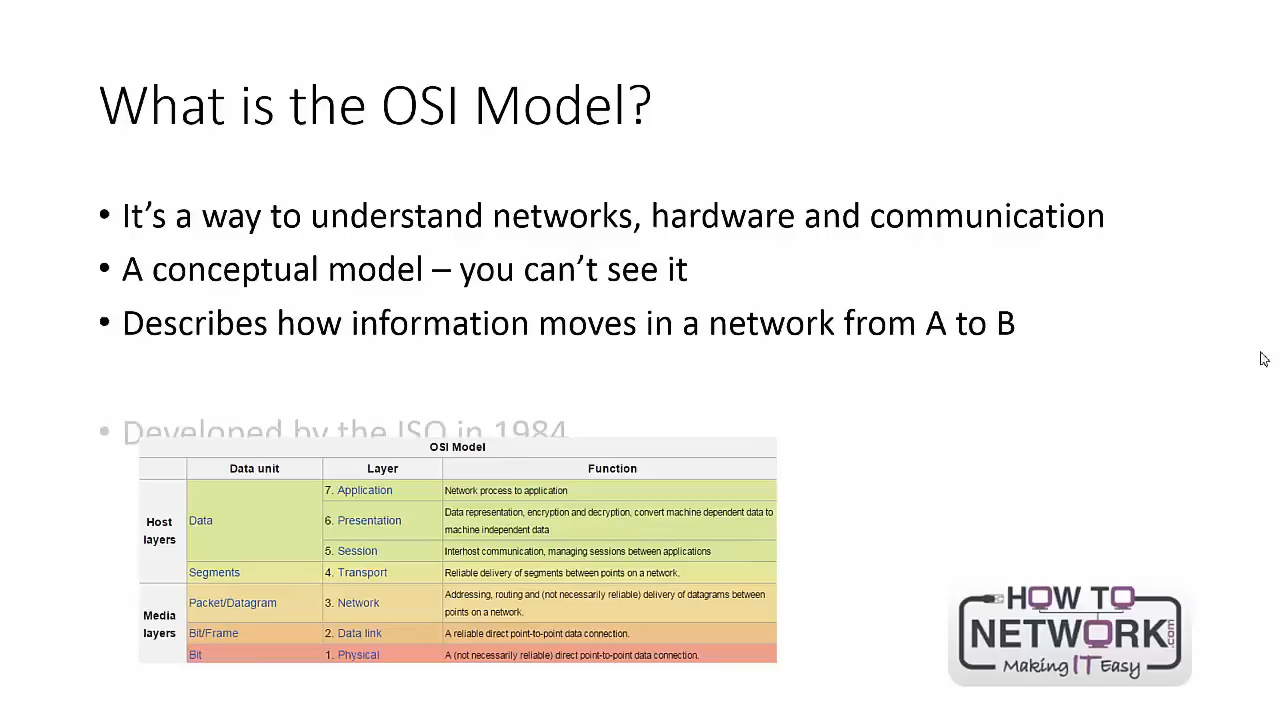 What is the OSI Model?
• It's a way to understand networks, hardware and communication
• A conceptual model – you can't see it
• Describes how information moves in a network from A to B
• Developed by the ISO in 1984
OSI Model
Data unit Layer Function
Host layers
Data
7. Application Network process to application
6. Presentation Data representation, encryption and decryption, convert machine dependent data to
machine independent data
5. Session Interhost communication, managing sessions between applications
Segments 4. Transport Reliable delivery of segments between points on a network.
Media layers
Packet/Datagram 3. Network Addressing, routing and (not necessarily reliable) delivery of datagrams between
points on a network.
Bit/Frame 2. Data link A reliable direct point-to-point data connection.
Bit 1. Physical A (not necessarily reliable) direct point-to-point data connection.
HOW TO
NETWORK.com
Making IT Easy